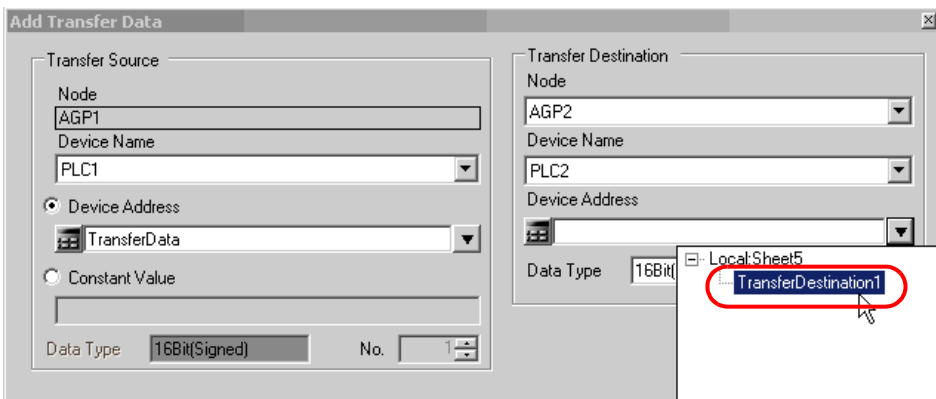 Add Transfer Data
Transfer Source
Node
AGP1
Device Name
PLC1
Device Address
TransferData
Constant Value
Data Type 16Bit(Signed) No. 1
Transfer Destination
Node
AGP2
Device Name
PLC2
Device Address
Data Type 16Bit(
Local:Sheet5
TransferDestination1